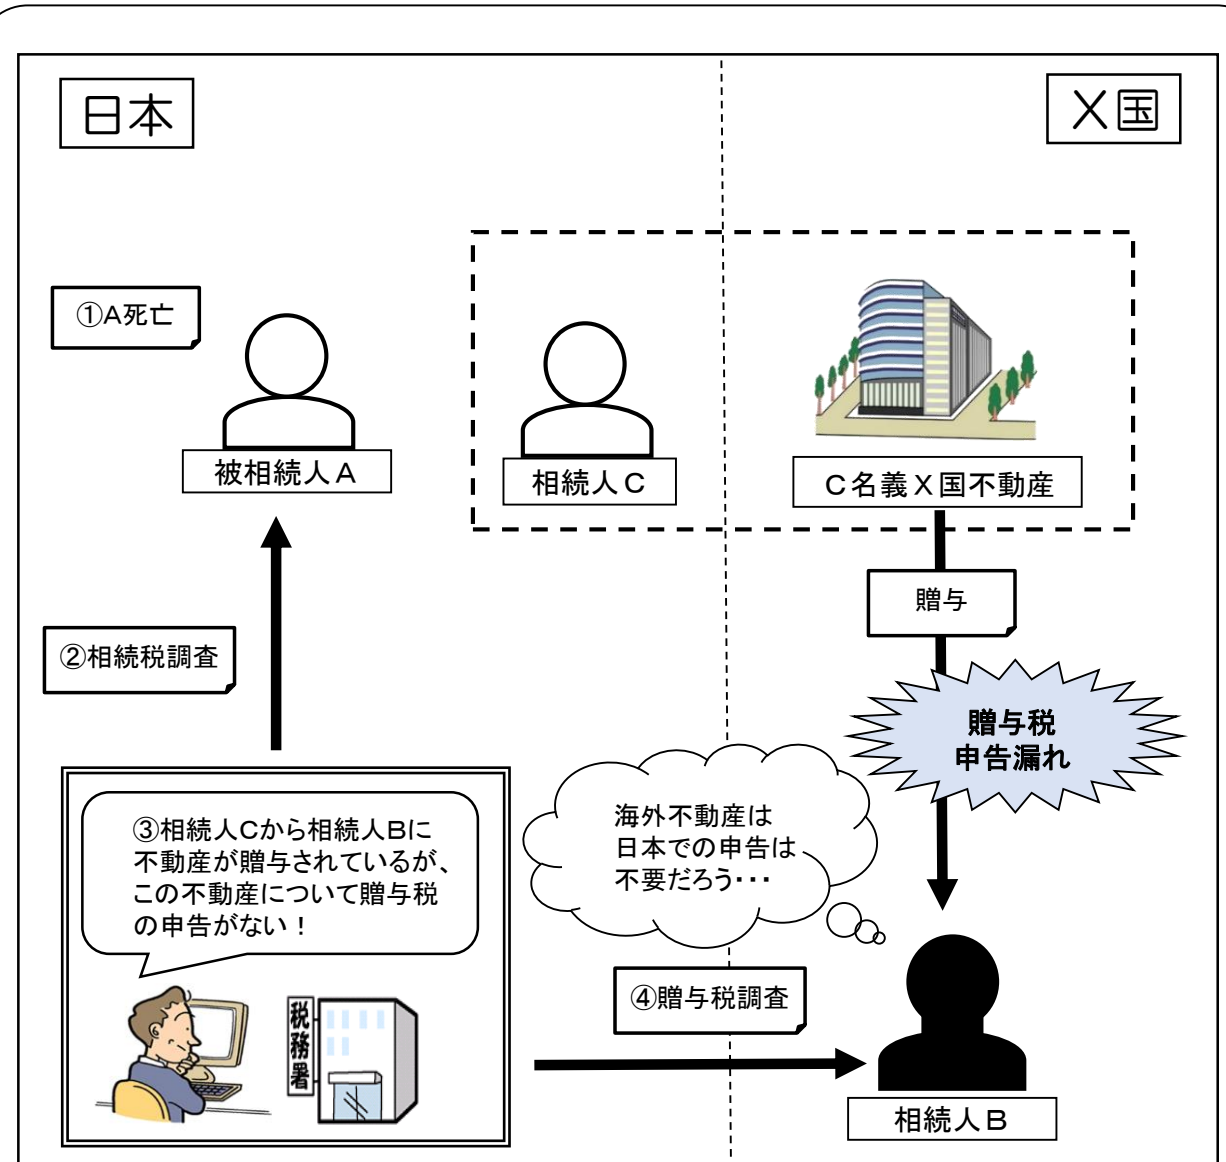 日本
X国
①A死亡
被相続人A
相続人C
C名義X国不動産
贈与
②相続税調査
贈与税
申告漏れ
③相続人Cから相続人Bに
不動産が贈与されているが、
この不動産について贈与税
の申告がない！
海外不動産は
日本での申告は
不要だろう・・・
税務署
④贈与税調査
相続人B